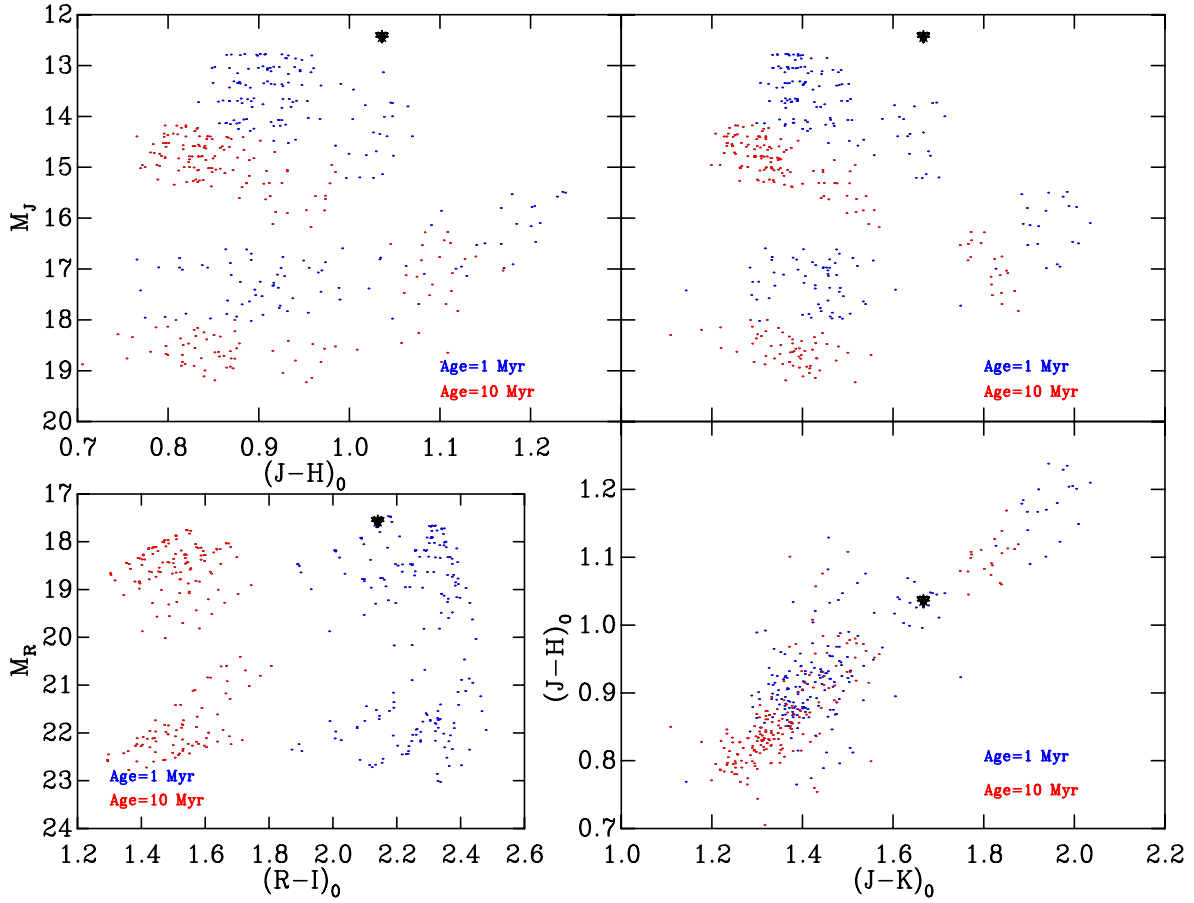 12
13
14
15
16
17
18
19
20
M_J
0.7 0.8 0.9 1.0 1.1 1.2
(J−H)_0
Age=1 Myr
Age=10 Myr
Age=1 Myr
Age=10 Myr
17
18
19
20
21
22
23
24
M_R
Age=1 Myr
Age=10 Myr
1.2 1.4 1.6 1.8 2.0 2.2 2.4 2.6
(R−I)_0
1.2
1.1
1.0
0.9
0.8
0.7
(J−H)_0
Age=1 Myr
Age=10 Myr
1.0 1.2 1.4 1.6 1.8 2.0 2.2
(J−K)_0